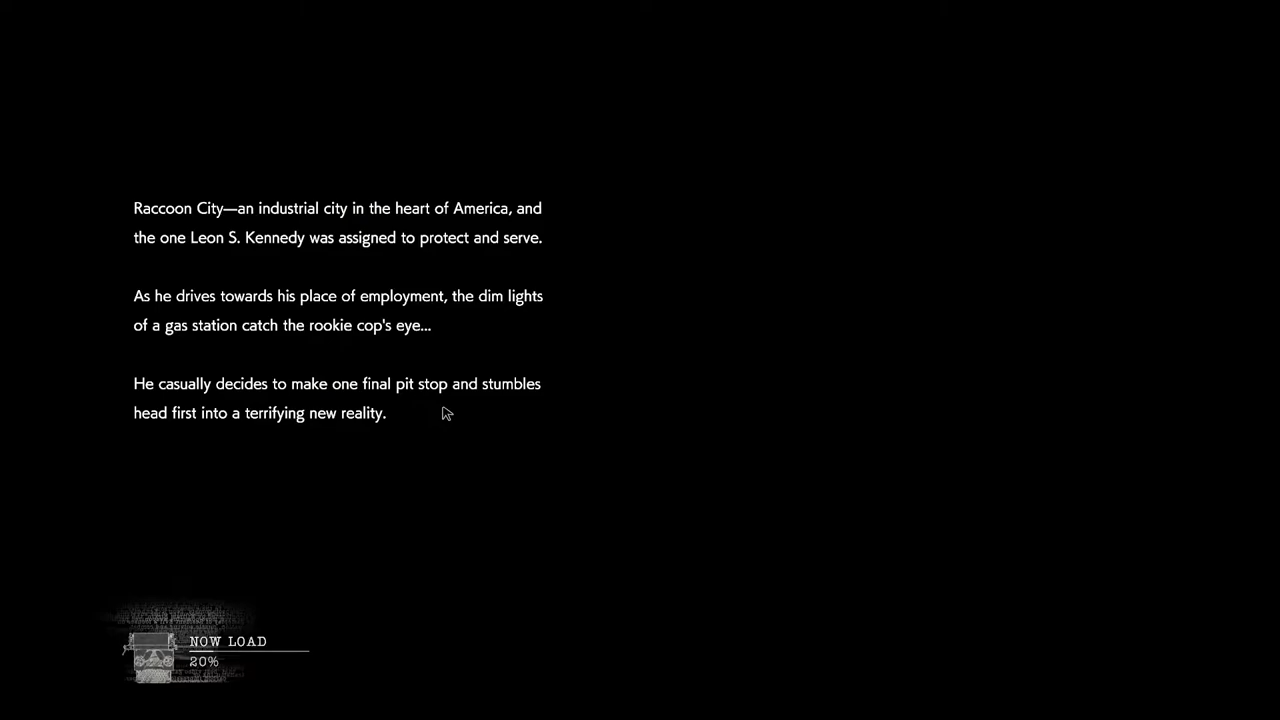 Raccoon City—an industrial city in the heart of America, and
the one Leon S. Kennedy was assigned to protect and serve.
As he drives towards his place of employment, the dim lights
of a gas station catch the rookie cop's eye...
He casually decides to make one final pit stop and stumbles
head first into a terrifying new reality.
NOW LOAD
20%